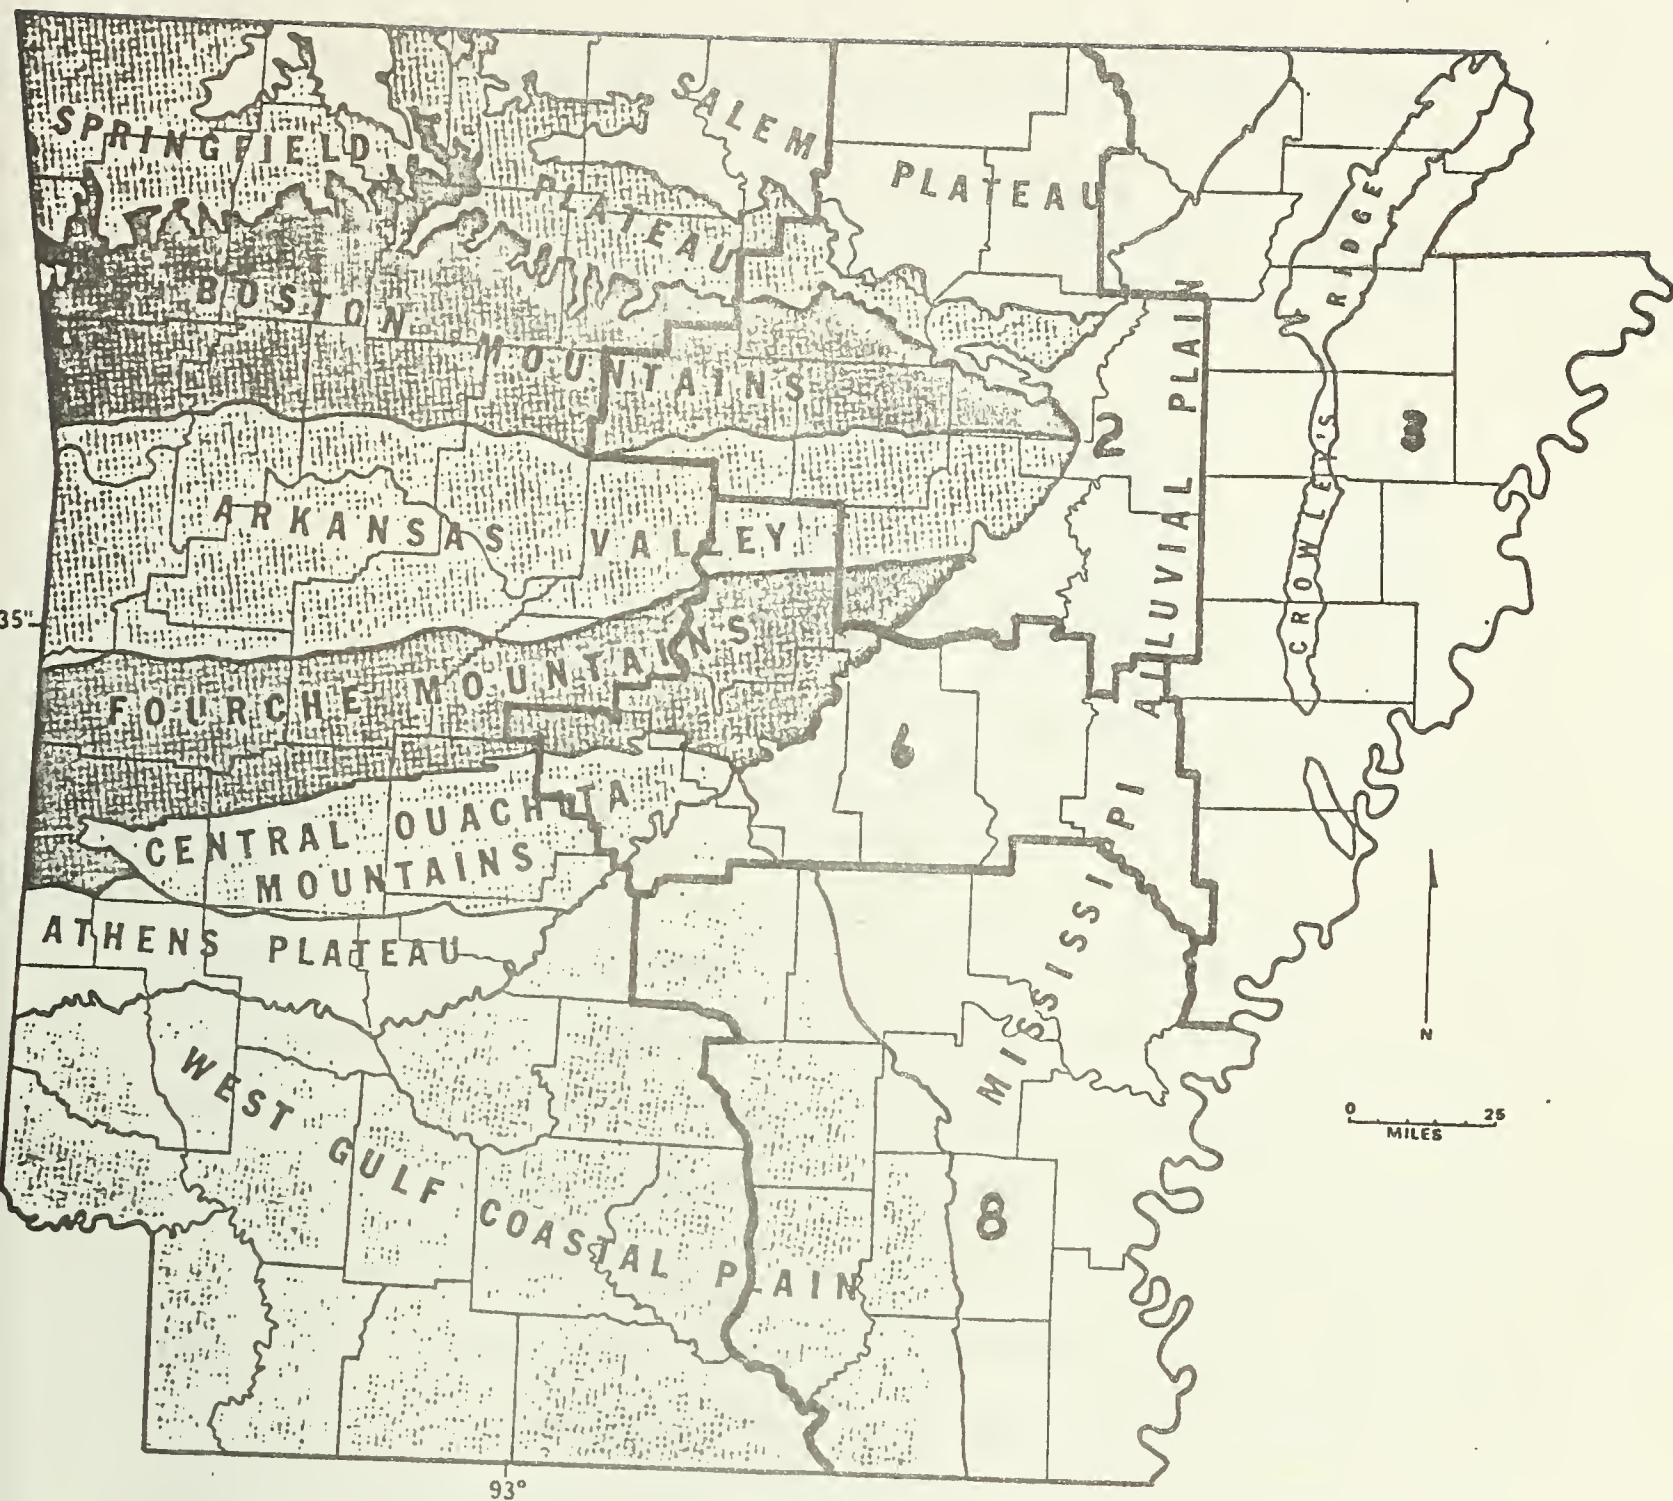 SALEM PLATEAU
SPRINGFIELD PLATEAU
BOSTON MOUNTAINS
ARKANSAS VALLEY
35"
FOURCHE MOUNTAINS
CENTRAL OUACHITA
MOUNTAINS
ATHENS PLATEAU
WEST GULF COASTAL PLAIN
MISSISSIPPI ALLUVIAL PLAIN
CROWLEY'S RIDGE
2
3
6
8
N
0 25
MILES
93°